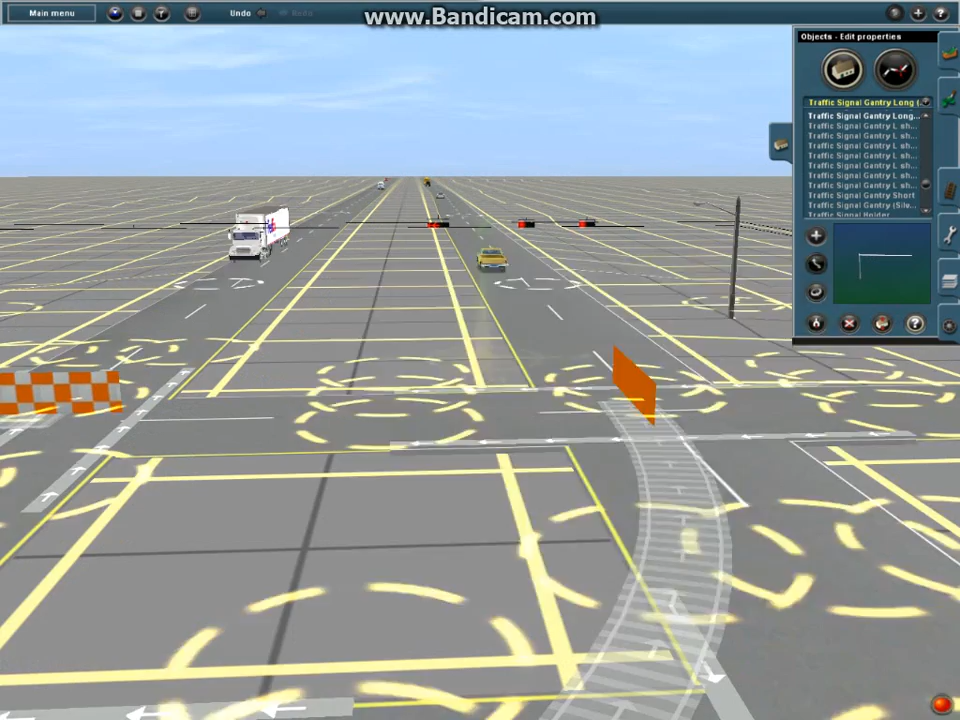 www.Bandicam.com
Main menu
Undo
Redo
Objects - Edit properties
Traffic Signal Gantry Long (
Traffic Signal Gantry Long...
Traffic Signal Gantry L sh...
Traffic Signal Gantry L sh...
Traffic Signal Gantry L sh...
Traffic Signal Gantry L sh...
Traffic Signal Gantry L sh...
Traffic Signal Gantry L sh...
Traffic Signal Gantry L sh...
Traffic Signal Gantry Short
Traffic Signal Gantry (Silv...
Traffic Signal Holder